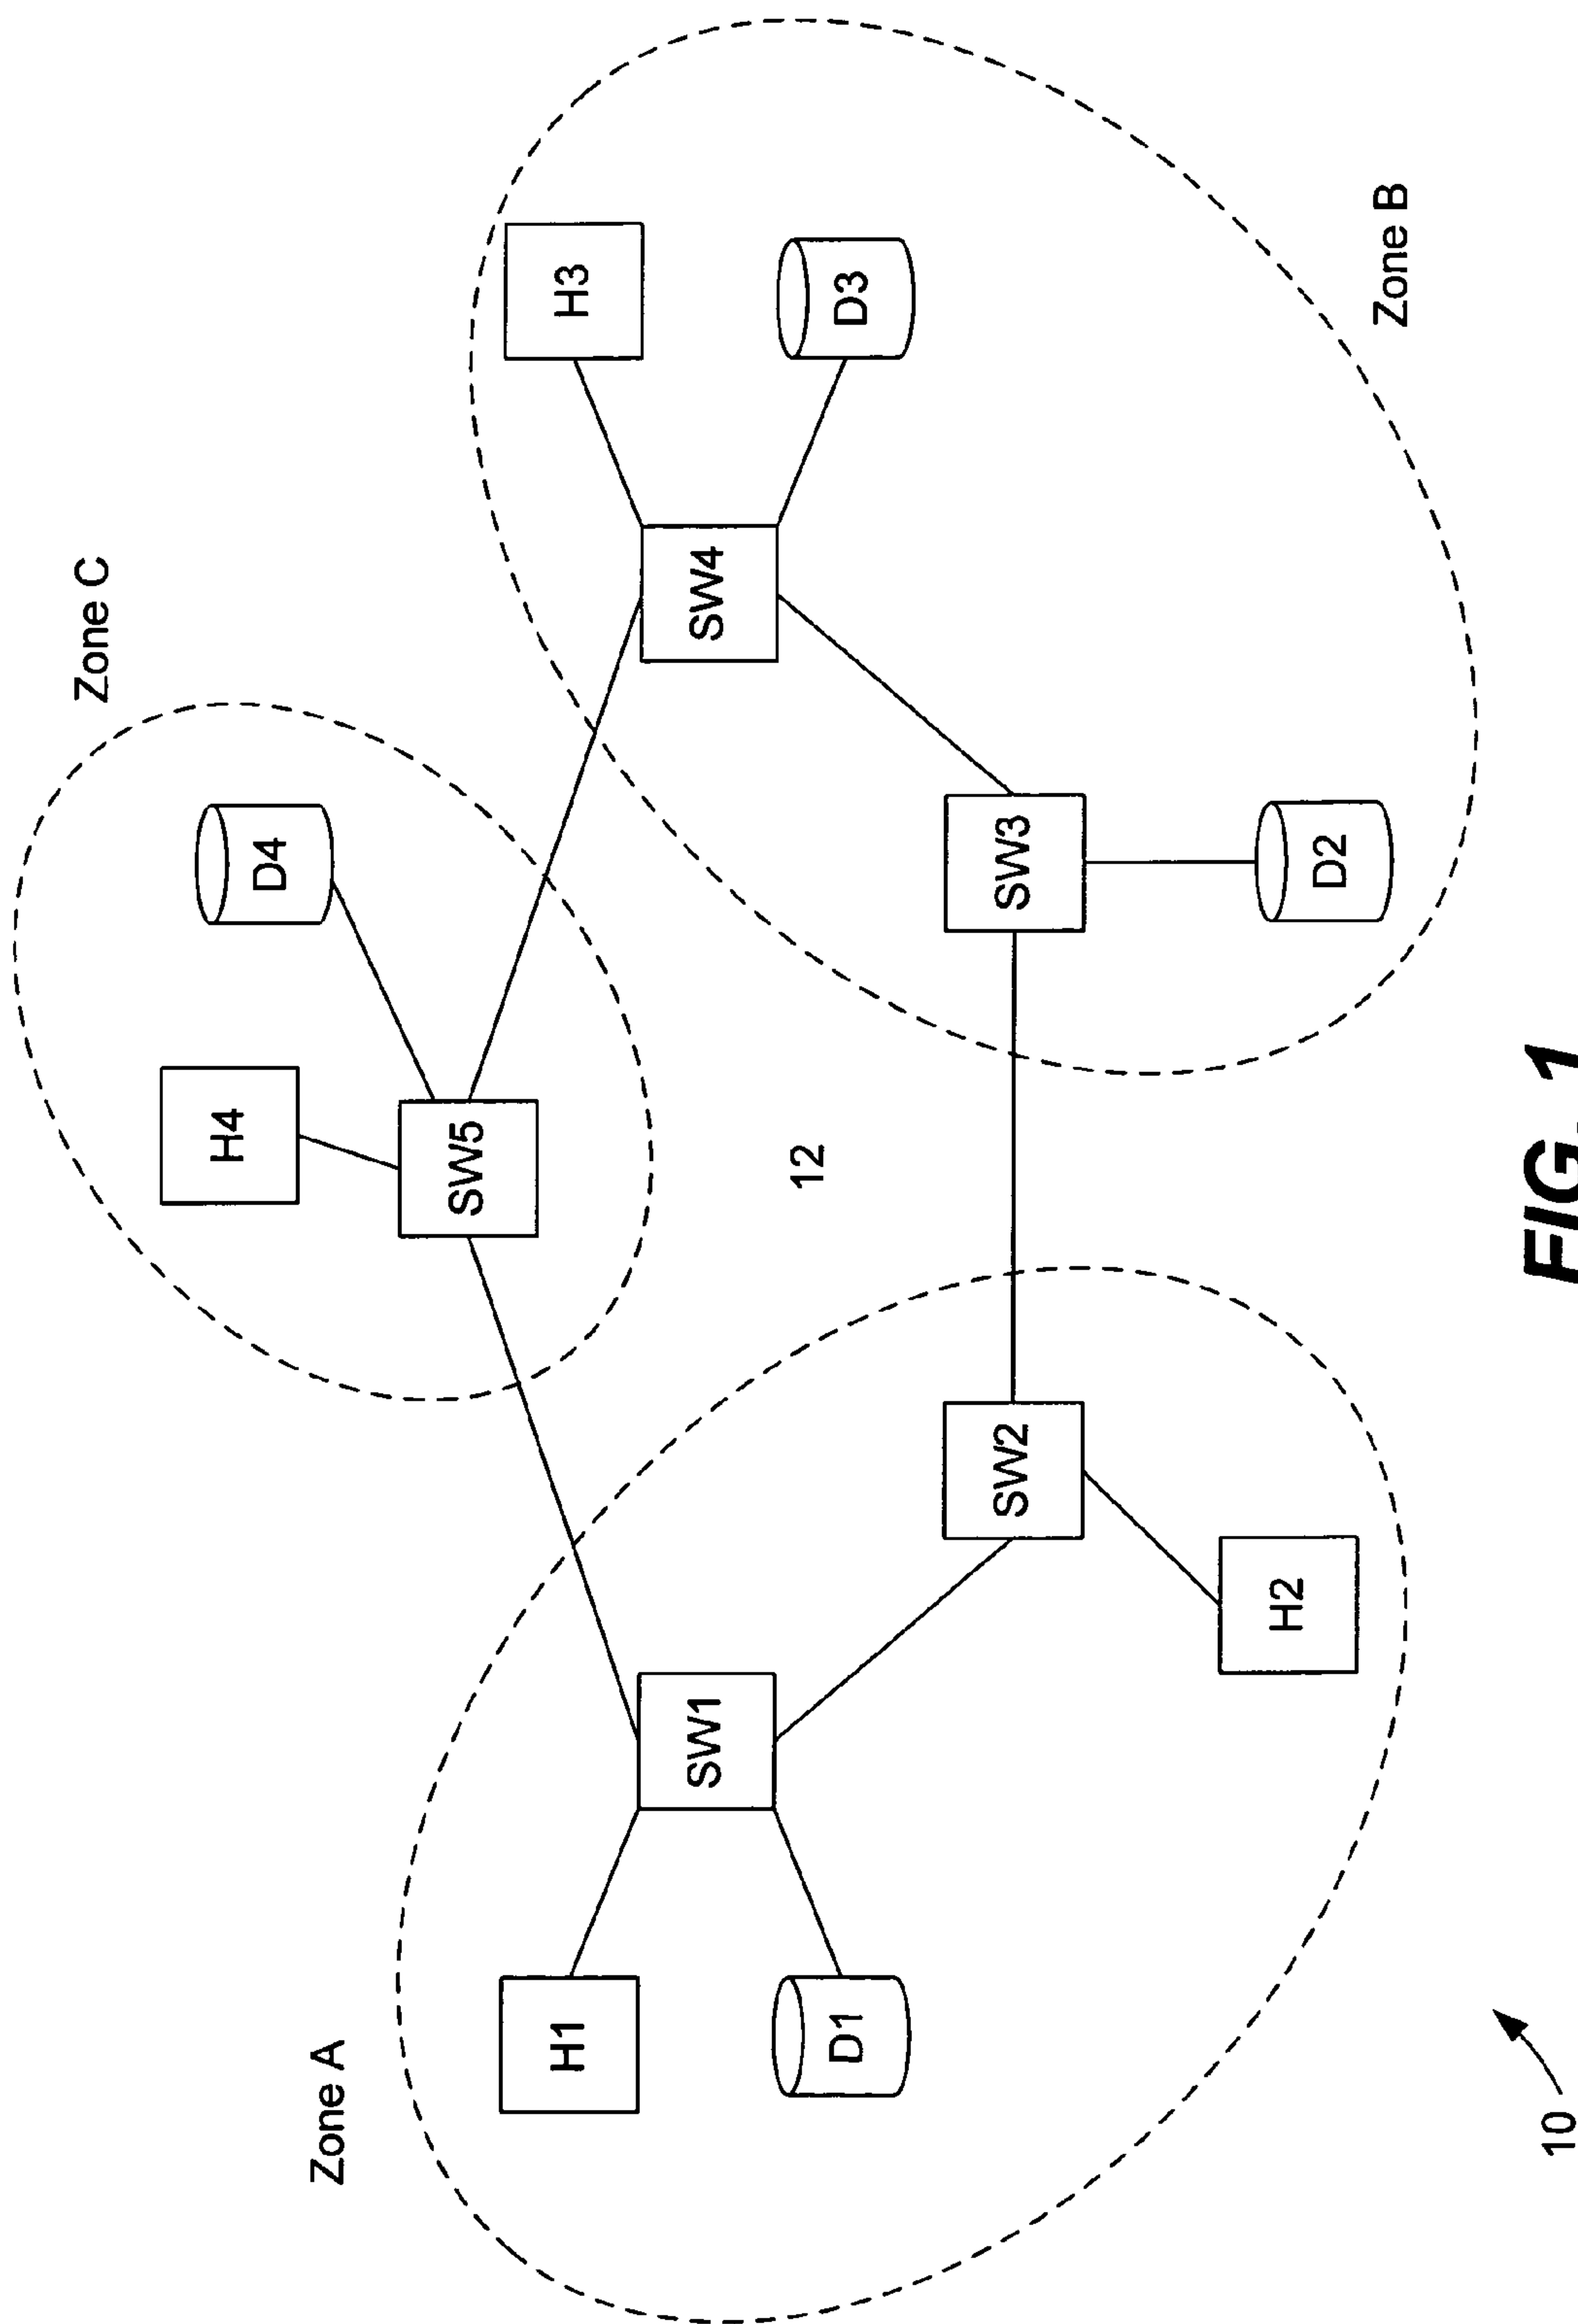 Zone C
Zone A
H4
D4
SW5
H1
H3
SW1
SW4
12
D1
D3
SW2
SW3
H2
D2
Zone B
10
FIG. 1